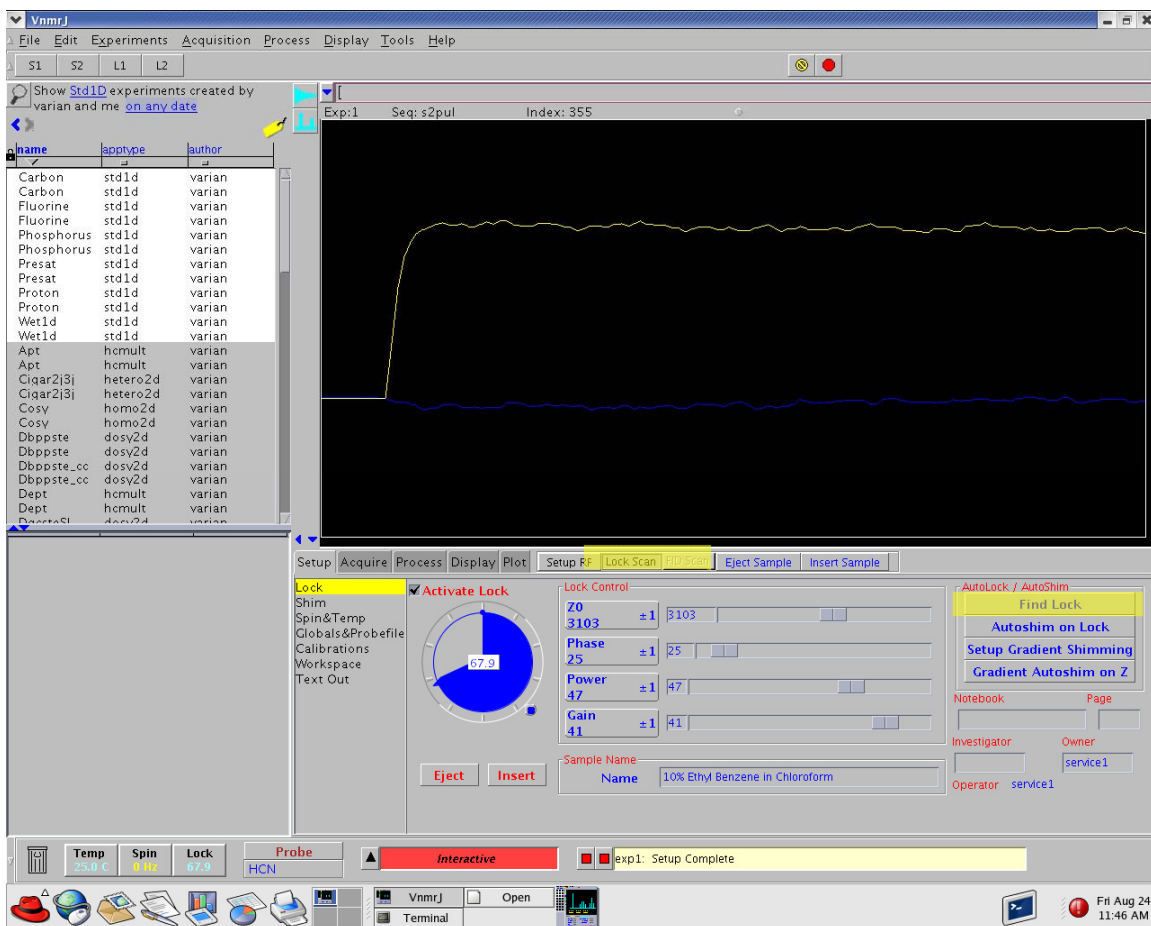 VnmrJ
File Edit Experiments Acquisition Process Display Tools Help
S1 S2 L1 L2
Show Std1D experiments created by
varian and me on any date
[
Exp:1 Seq: s2pul Index: 355
name apptype author
Carbon std1d varian
Carbon std1d varian
Fluorine std1d varian
Fluorine std1d varian
Phosphorus std1d varian
Phosphorus std1d varian
Presat std1d varian
Presat std1d varian
Proton std1d varian
Proton std1d varian
Wet1d std1d varian
Wet1d std1d varian
Apt hcmult varian
Apt hcmult varian
Cigar2j3j hetero2d varian
Cigar2j3j hetero2d varian
Cosy homo2d varian
Cosy homo2d varian
Dbppste dosy2d varian
Dbppste dosy2d varian
Dbppste_cc dosy2d varian
Dbppste_cc dosy2d varian
Dept hcmult varian
Dept hcmult varian
dosy2d varian
Setup Acquire Process Display Plot Setup RF Lock Scan FID Scan Eject Sample Insert Sample
Lock
Shim
Spin&Temp
Globals&Probefile
Calibrations
Workspace
Text Out
Activate Lock
67.9
Eject Insert
Lock Control
Z0
3103 ±1 3103
Phase
25 ±1 25
Power
47 ±1 47
Gain
41 ±1 41
Sample Name
Name 10% Ethyl Benzene in Chloroform
AutoLock / AutoShim
Find Lock
Autoshim on Lock
Setup Gradient Shimming
Gradient Autoshim on Z
Notebook Page
Investigator Owner
service1
Operator service1
Temp Spin Lock Probe
25.0 C 0 Hz 67.9 HCN
Interactive
exp1: Setup Complete
VnmrJ Open
Terminal
Fri Aug 24
11:46 AM